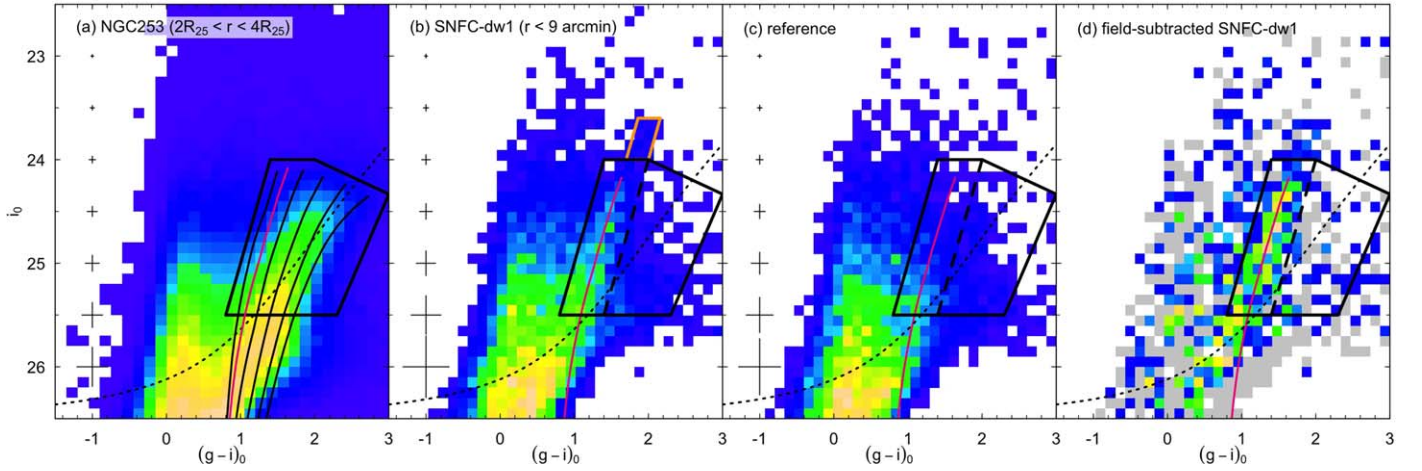 (a) NGC253 (2R25 < r < 4R25)
(b) SNFC-dw1 (r < 9 arcmin)
(c) reference
(d) field-subtracted SNFC-dw1
23
24
25
26
i0
-1 0 1 2 3
-1 0 1 2 3
-1 0 1 2 3
-1 0 1 2 3
(g − i)0
(g − i)0
(g − i)0
(g − i)0